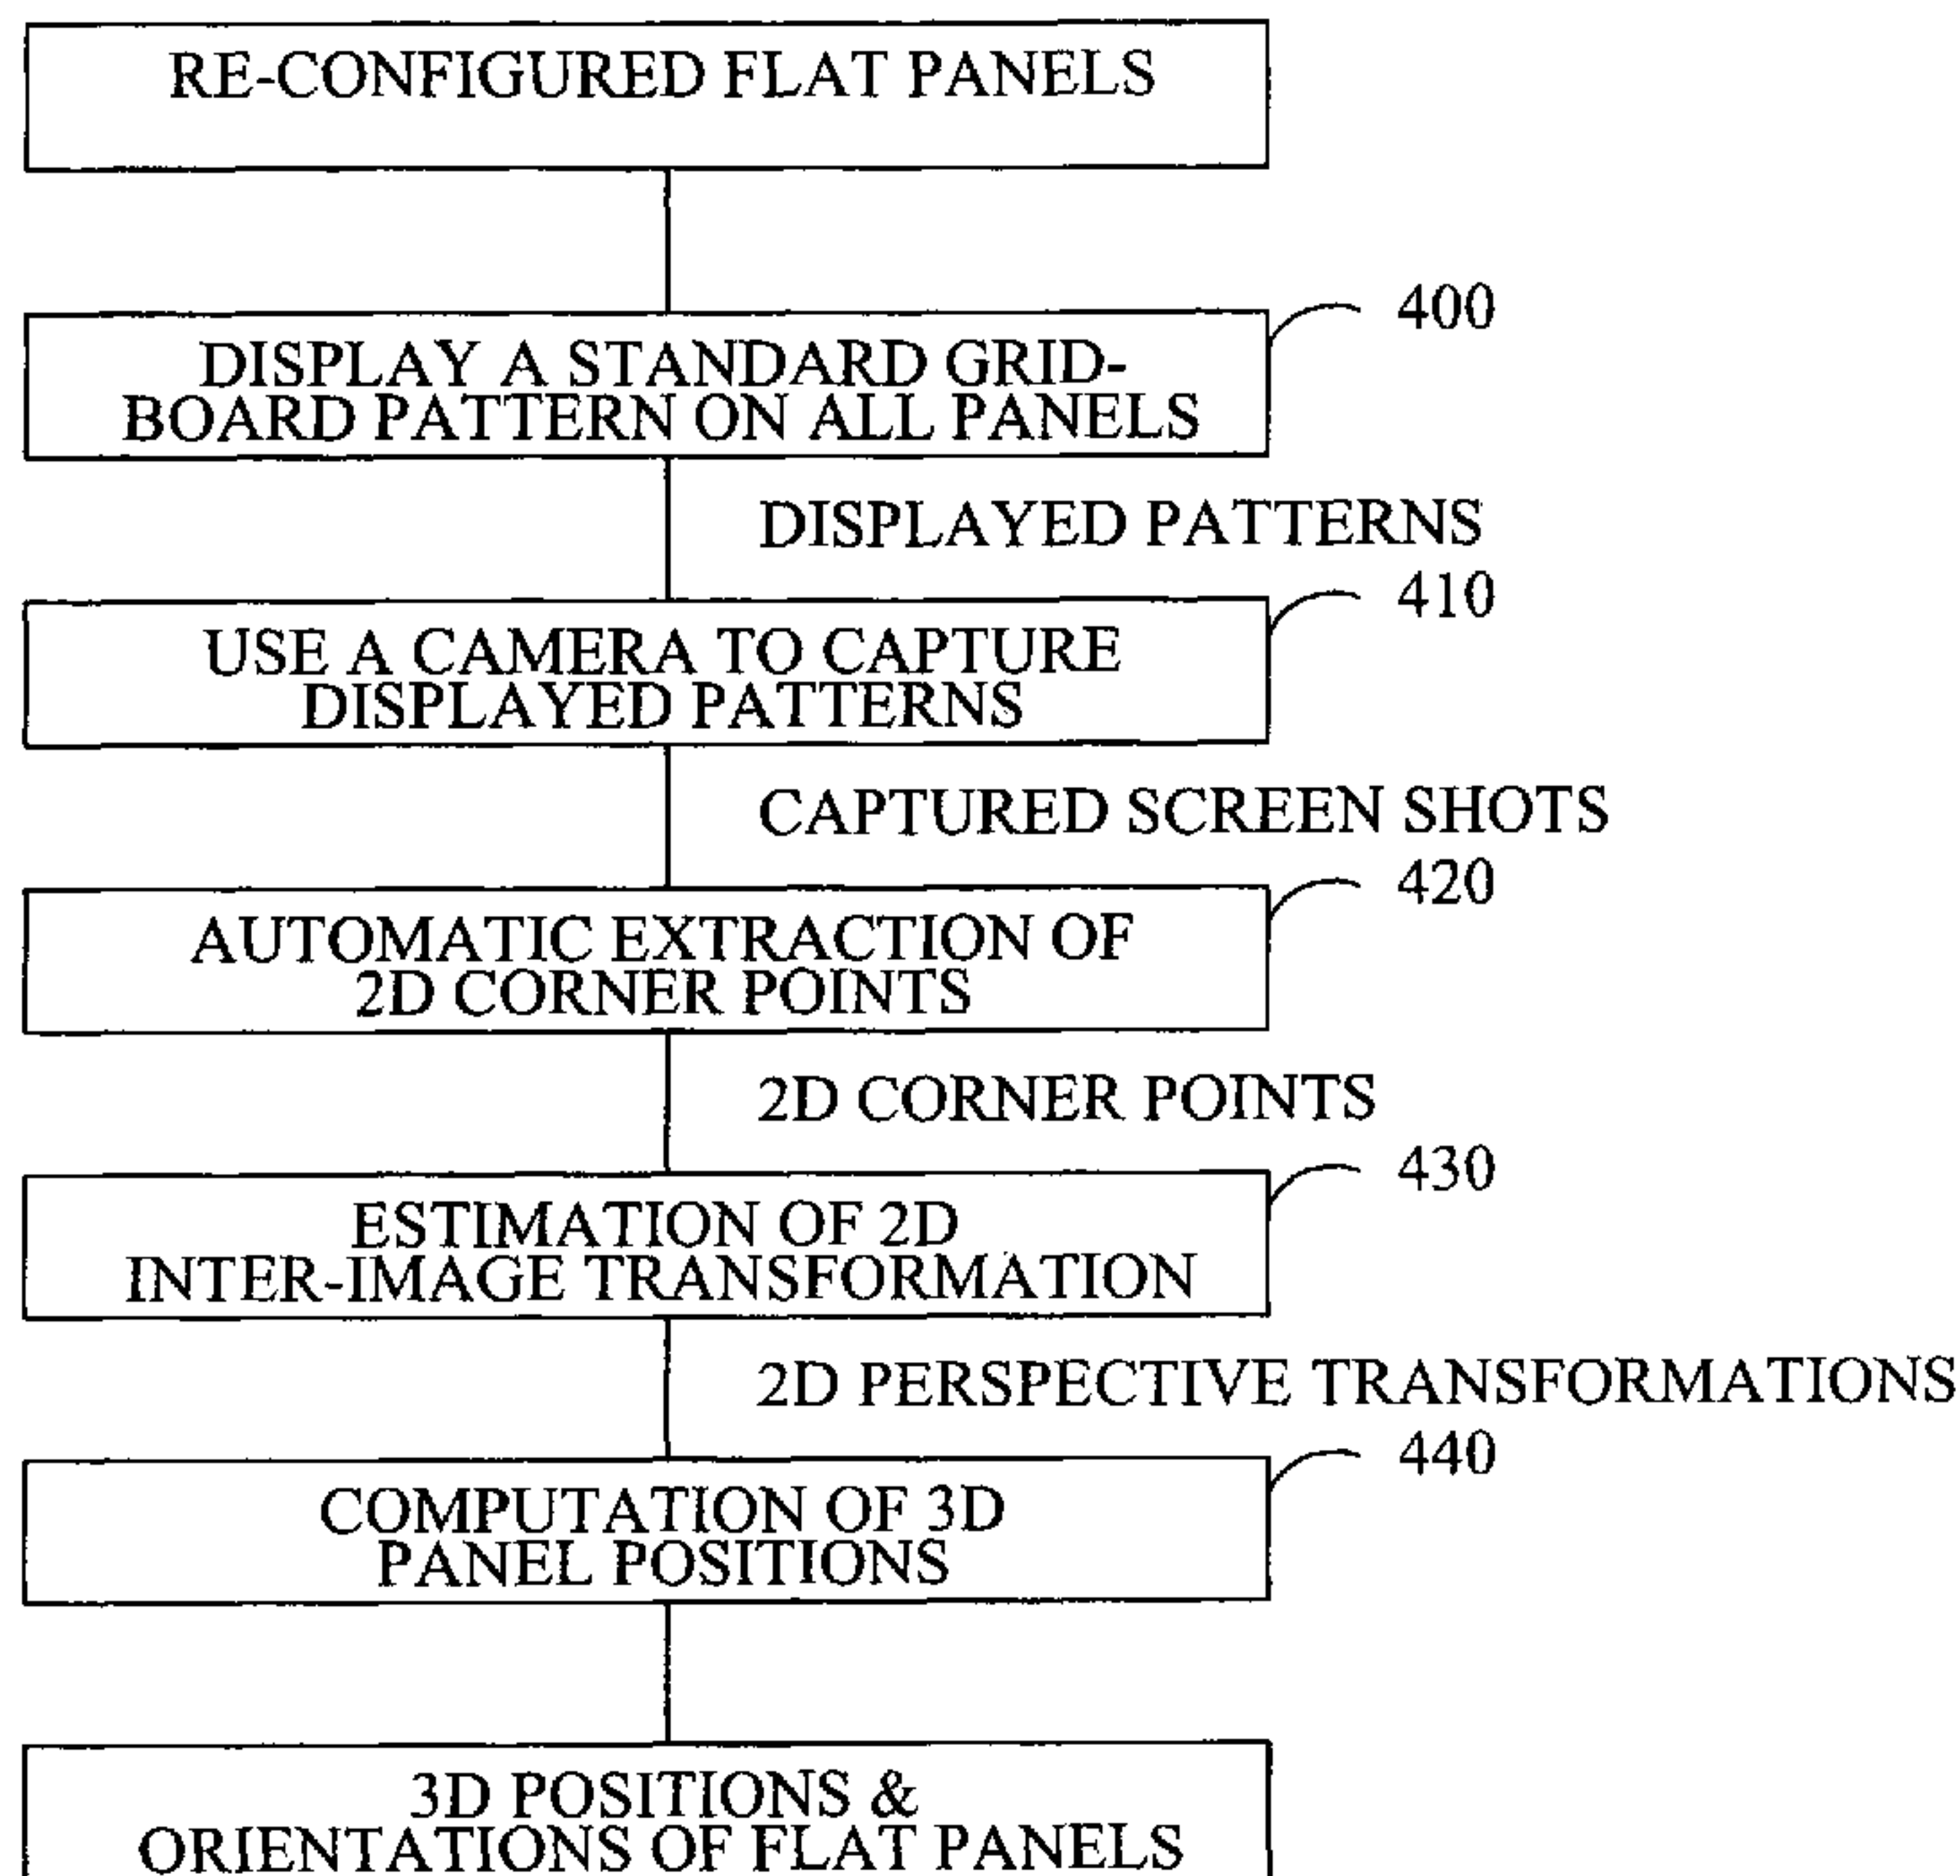 RE-CONFIGURED FLAT PANELS
400
DISPLAY A STANDARD GRID-
BOARD PATTERN ON ALL PANELS
DISPLAYED PATTERNS
410
USE A CAMERA TO CAPTURE
DISPLAYED PATTERNS
CAPTURED SCREEN SHOTS
420
AUTOMATIC EXTRACTION OF
2D CORNER POINTS
2D CORNER POINTS
430
ESTIMATION OF 2D
INTER-IMAGE TRANSFORMATION
2D PERSPECTIVE TRANSFORMATIONS
440
COMPUTATION OF 3D
PANEL POSITIONS
3D POSITIONS &
ORIENTATIONS OF FLAT PANELS